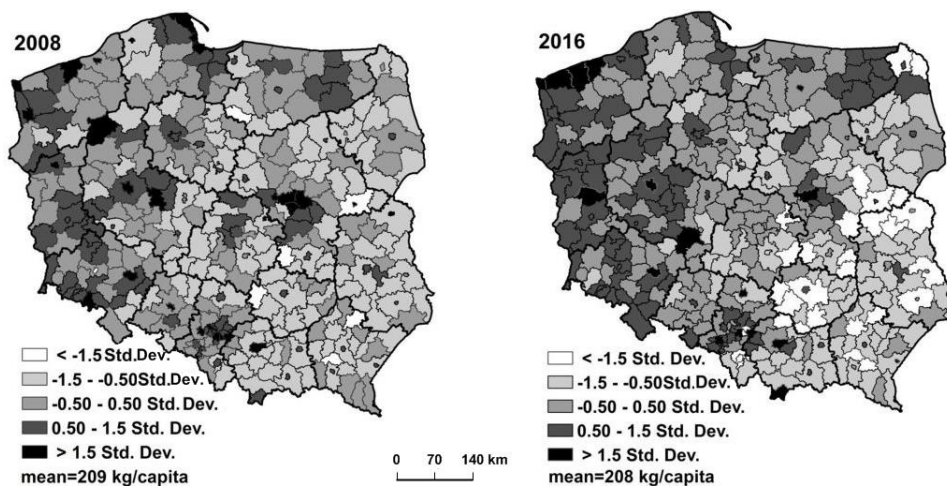 2008
< -1.5 Std.Dev.
-1.5 - -0.50Std.Dev.
-0.50 - 0.50 Std. Dev.
0.50 - 1.5 Std. Dev.
> 1.5 Std. Dev.
mean=209 kg/capita
0 70 140 km
2016
< -1.5 Std. Dev.
-1.5 - -0.50Std. Dev.
-0.50 - 0.50 Std. Dev.
0.50 - 1.5 Std. Dev.
> 1.5 Std. Dev.
mean=208 kg/capita